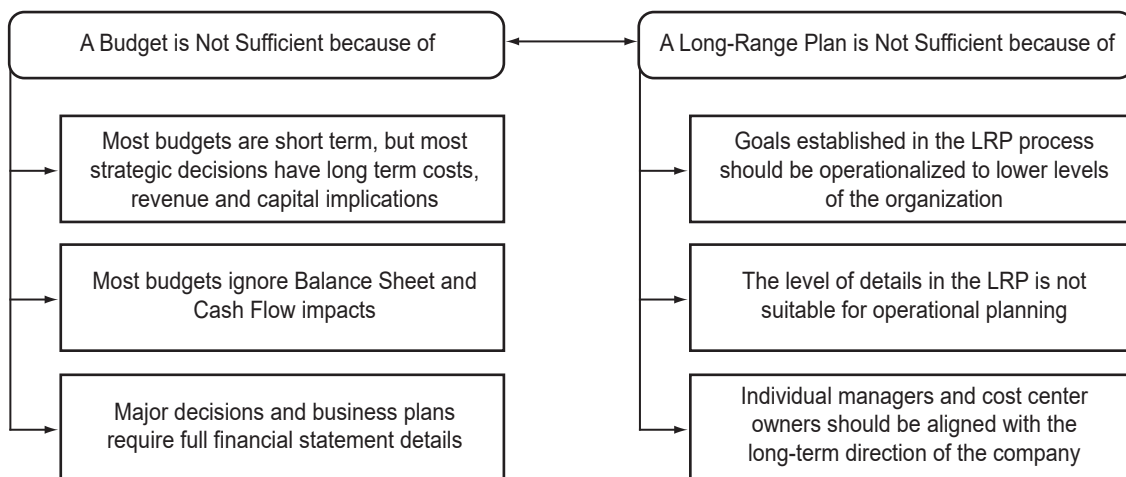 A Budget is Not Sufficient because of
Most budgets are short term, but most
strategic decisions have long term costs,
revenue and capital implications
Most budgets ignore Balance Sheet and
Cash Flow impacts
Major decisions and business plans
require full financial statement details
A Long-Range Plan is Not Sufficient because of
Goals established in the LRP process
should be operationalized to lower levels
of the organization
The level of details in the LRP is not
suitable for operational planning
Individual managers and cost center
owners should be aligned with the
long-term direction of the company